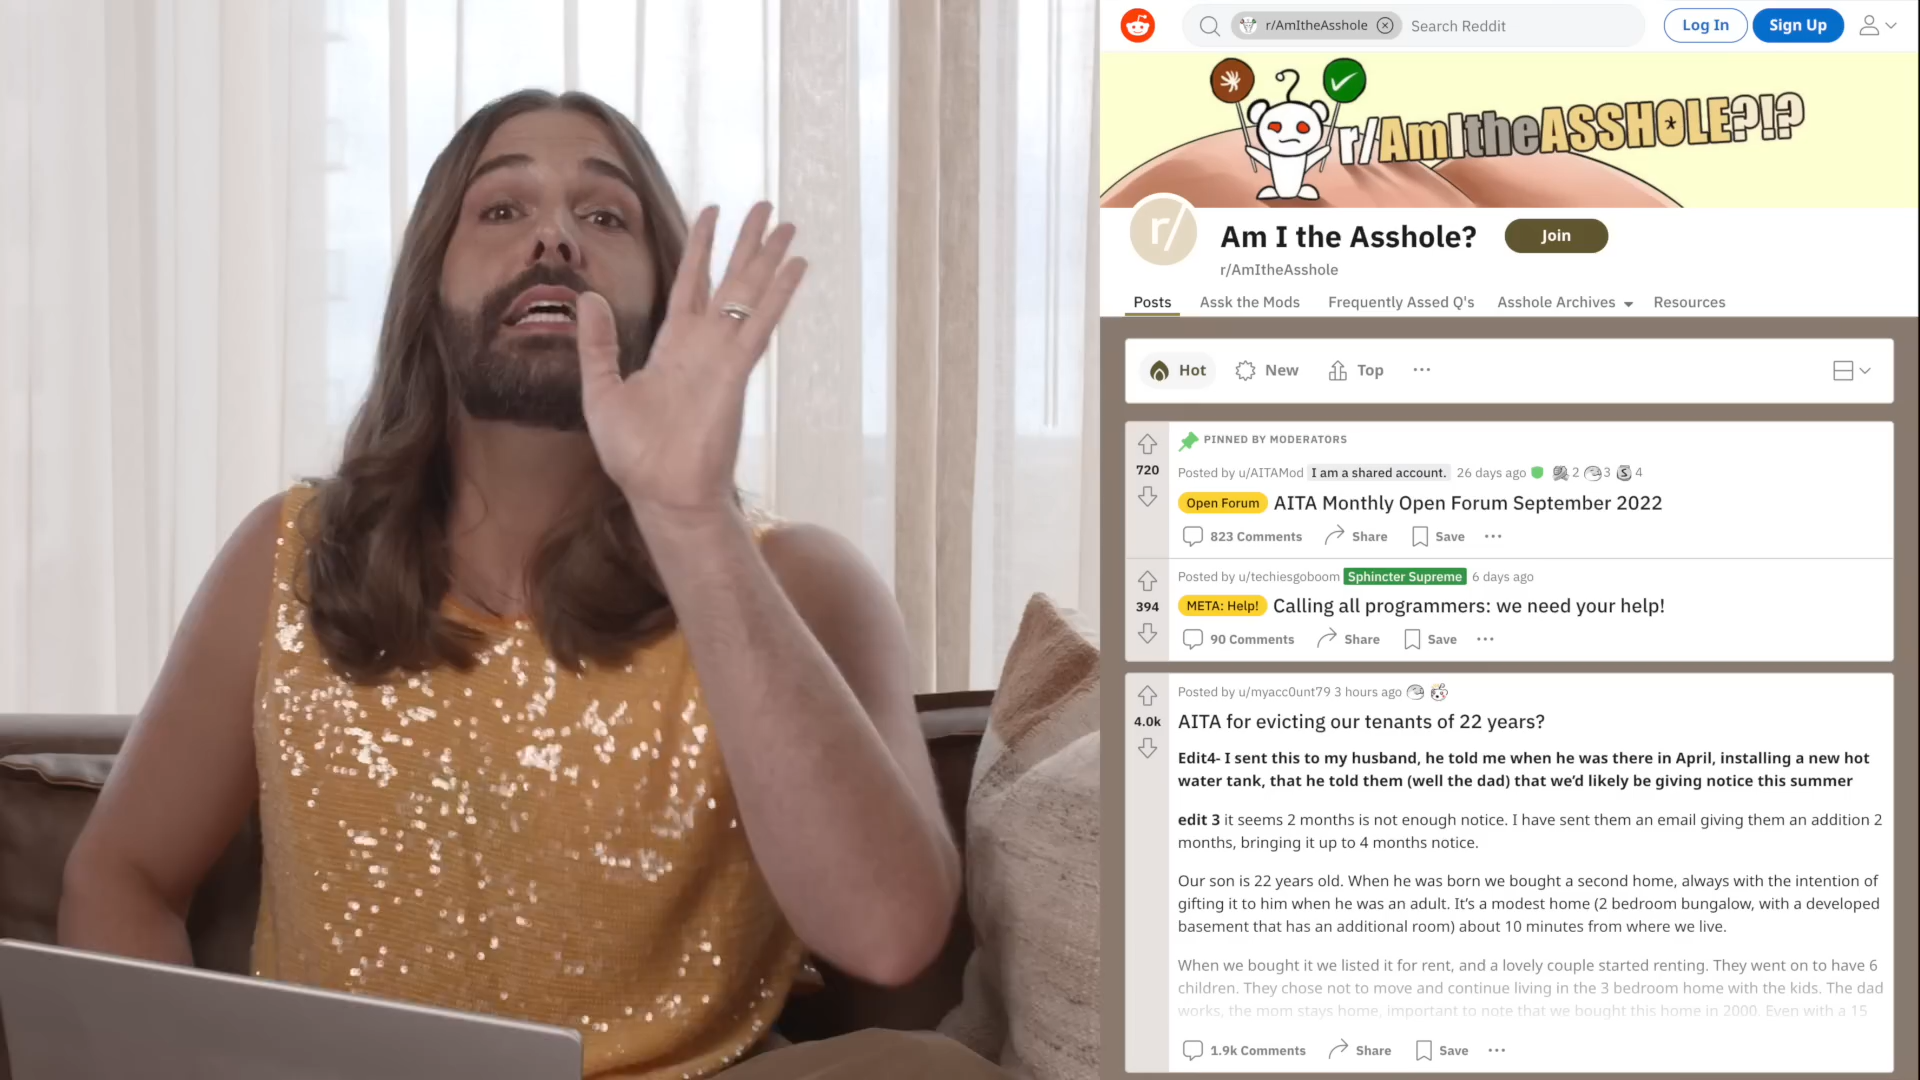 r/AmItheAsshole Search Reddit Log In Sign Up
r/AmItheASSHOLE?!?
r/ Am I the Asshole? Join
r/AmItheAsshole
Posts Assk the Mods Frequently Assed Q's Asshole Archives Resources
Hot New Top ...
PINNED BY MODERATORS
720 Posted by u/AITAMod I am a shared account. 26 days ago 2 3 S 4
Open Forum AITA Monthly Open Forum September 2022
823 Comments Share Save ...
Posted by u/techiesgoboom Sphincter Supreme 6 days ago
394 META: Help! Calling all programmers: we need your help!
90 Comments Share Save ...
Posted by u/myacc0unt79 3 hours ago
4.0k AITA for evicting our tenants of 22 years?
Edit4- I sent this to my husband, he told me when he was there in April, installing a new hot
water tank, that he told them (well the dad) that we’d likely be giving notice this summer
edit 3 it seems 2 months is not enough notice. I have sent them an email giving them an addition 2
months, bringing it up to 4 months notice.
Our son is 22 years old. When he was born we bought a second home, always with the intention of
gifting it to him when he was an adult. It’s a modest home (2 bedroom bungalow, with a developed
basement that has an additional room) about 10 minutes from where we live.
When we bought it we listed it for rent, and a lovely couple started renting. They went on to have 6
children. They chose not to move and continue living in the 3 bedroom home with the kids. The dad
works, the mom stays home, important to note that we bought this home in 2000. Even with a 15
1.9k Comments Share Save ...